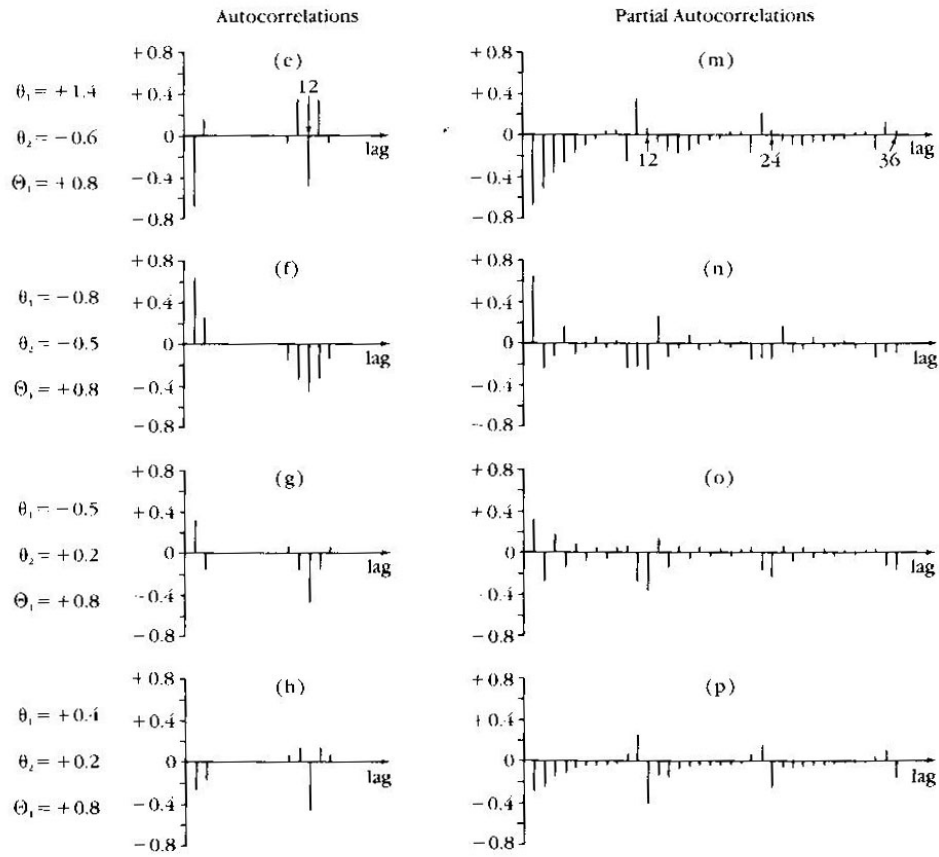 Autocorrelations
Partial Autocorrelations
(e)
(m)
θ₁ = +1.4
θ₂ = −0.6
Θ₁ = +0.8
+0.8
+0.4
0
−0.4
−0.8
12
lag
+0.8
+0.4
0
−0.4
−0.8
12
24
36
lag
(f)
(n)
θ₁ = −0.8
θ₂ = −0.5
Θ₁ = +0.8
+0.8
+0.4
0
−0.4
−0.8
lag
+0.8
+0.4
0
−0.4
−0.8
lag
(g)
(o)
θ₁ = −0.5
θ₂ = +0.2
Θ₁ = +0.8
+0.8
+0.4
0
−0.4
−0.8
lag
+0.8
+0.4
0
−0.4
−0.8
lag
(h)
(p)
θ₁ = +0.4
θ₂ = +0.2
Θ₁ = +0.8
+0.8
+0.4
0
−0.4
−0.8
lag
+0.8
+0.4
0
−0.4
−0.8
lag